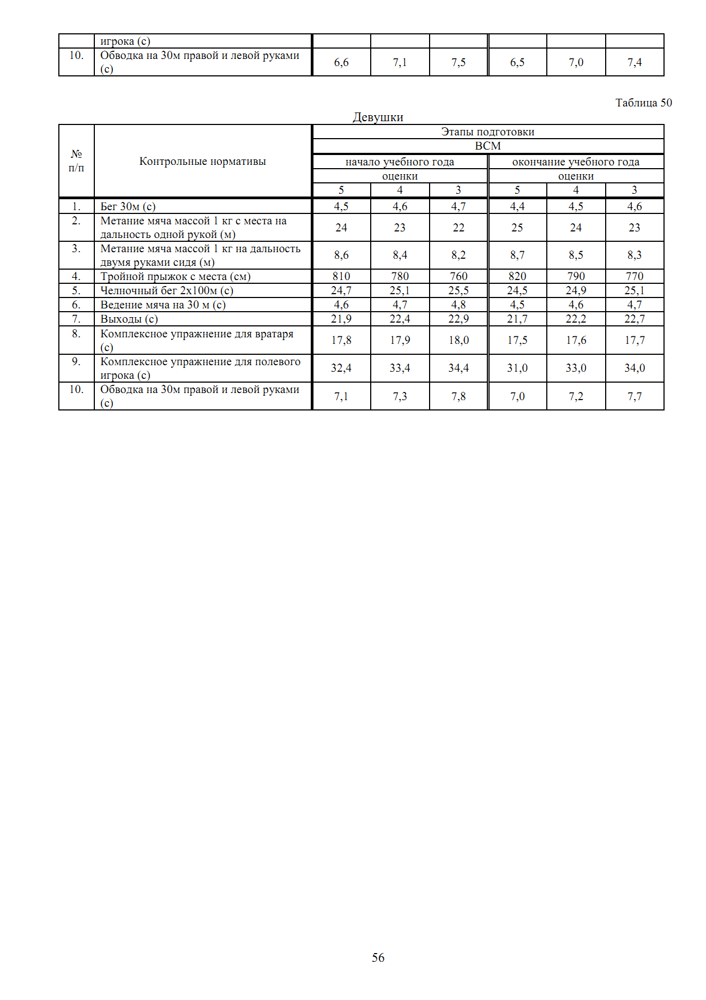 игрока (с)
10. Обводка на 30м правой и левой руками 6,6 7,1 7,5 6,5 7,0 7,4
(с)
Таблица 50
Девушки
№
п/п
Контрольные нормативы
Этапы подготовки
ВСМ
начало учебного года окончание учебного года
оценки оценки
5 4 3 5 4 3
1. Бег 30м (с) 4,5 4,6 4,7 4,4 4,5 4,6
2. Метание мяча массой 1 кг с места на
дальность одной рукой (м) 24 23 22 25 24 23
3. Метание мяча массой 1 кг на дальность
двумя руками сидя (м) 8,6 8,4 8,2 8,7 8,5 8,3
4. Тройной прыжок с места (см) 810 780 760 820 790 770
5. Челночный бег 2х100м (с) 24,7 25,1 25,5 24,5 24,9 25,1
6. Ведение мяча на 30 м (с) 4,6 4,7 4,8 4,5 4,6 4,7
7. Выходы (с) 21,9 22,4 22,9 21,7 22,2 22,7
8. Комплексное упражнение для вратаря
(с) 17,8 17,9 18,0 17,5 17,6 17,7
9. Комплексное упражнение для полевого
игрока (с) 32,4 33,4 34,4 31,0 33,0 34,0
10. Обводка на 30м правой и левой руками
(с) 7,1 7,3 7,8 7,0 7,2 7,7
56